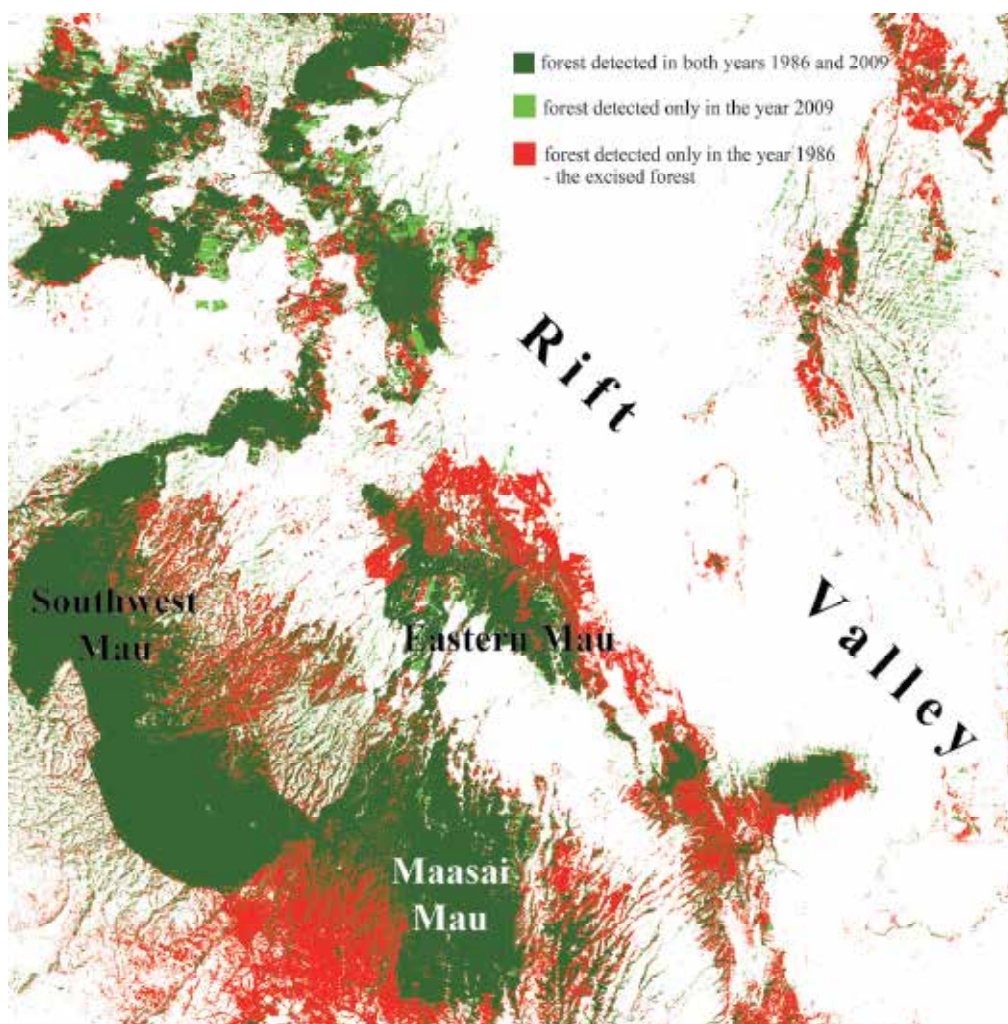 forest detected in both years 1986 and 2009
forest detected only in the year 2009
forest detected only in the year 1986
- the excised forest
Rift
Valley
Southwest
Mau
Eastern Mau
Maasai
Mau